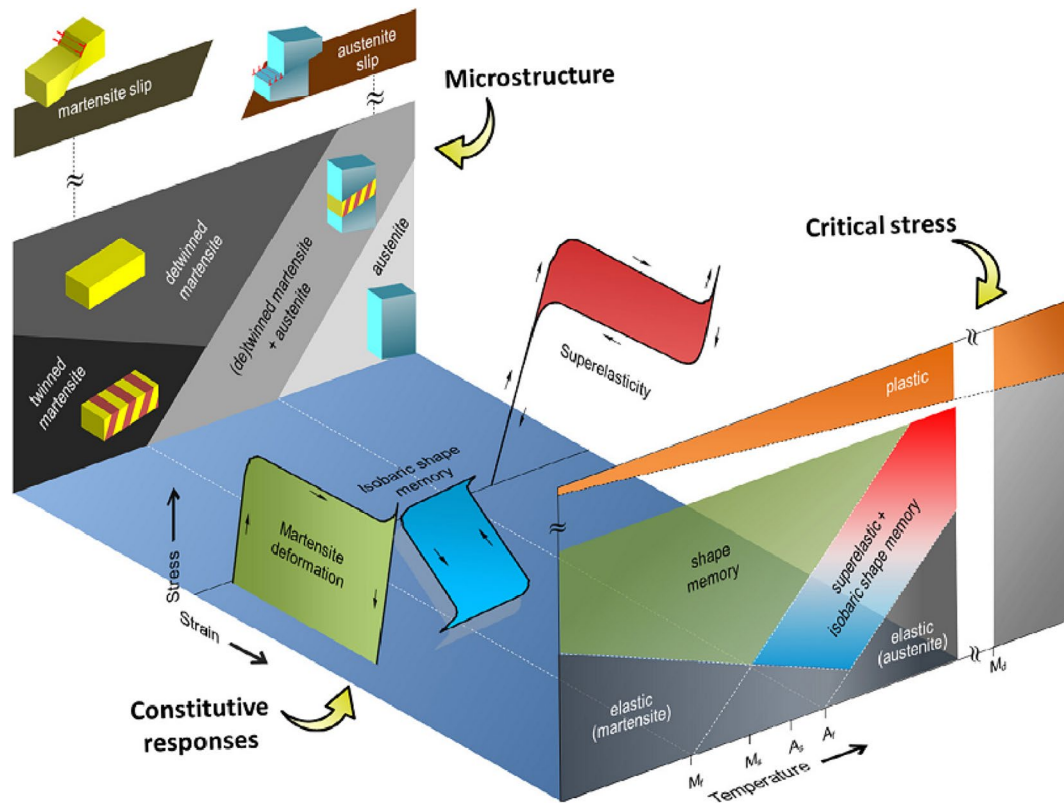 martensite slip
austenite
slip
Microstructure
detwinned
martensite
(de)twinned martensite
+ austenite
austenite
twinned
martensite
Critical stress
Superelasticity
plastic
Isobaric shape
memory
Martensite
deformation
shape
memory
superelastic +
isobaric shape memory
Stress
Strain
elastic
(martensite)
elastic
(austenite)
Constitutive
responses
Mf
Ms
As
Af
Md
Temperature